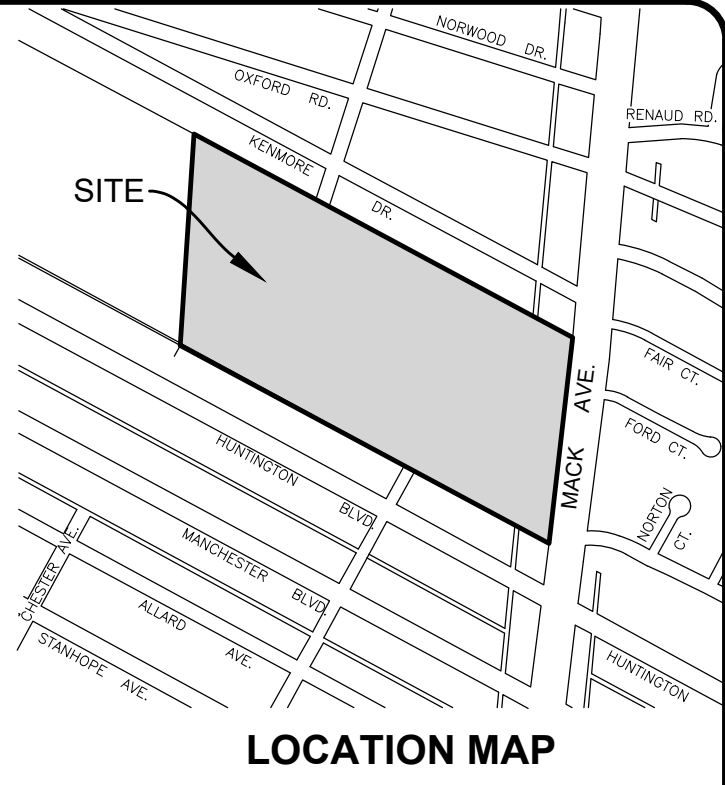 NORWOOD DR.
OXFORD RD.
RENAUD RD.
KENMORE DR.
SITE
FAIR CT.
MACK AVE.
FORD CT.
HUNTINGTON BLVD.
NORTON CT.
MANCHESTER BLVD.
CHESTER AVE.
ALLARD AVE.
STANHOPE AVE.
HUNTINGTON
LOCATION MAP